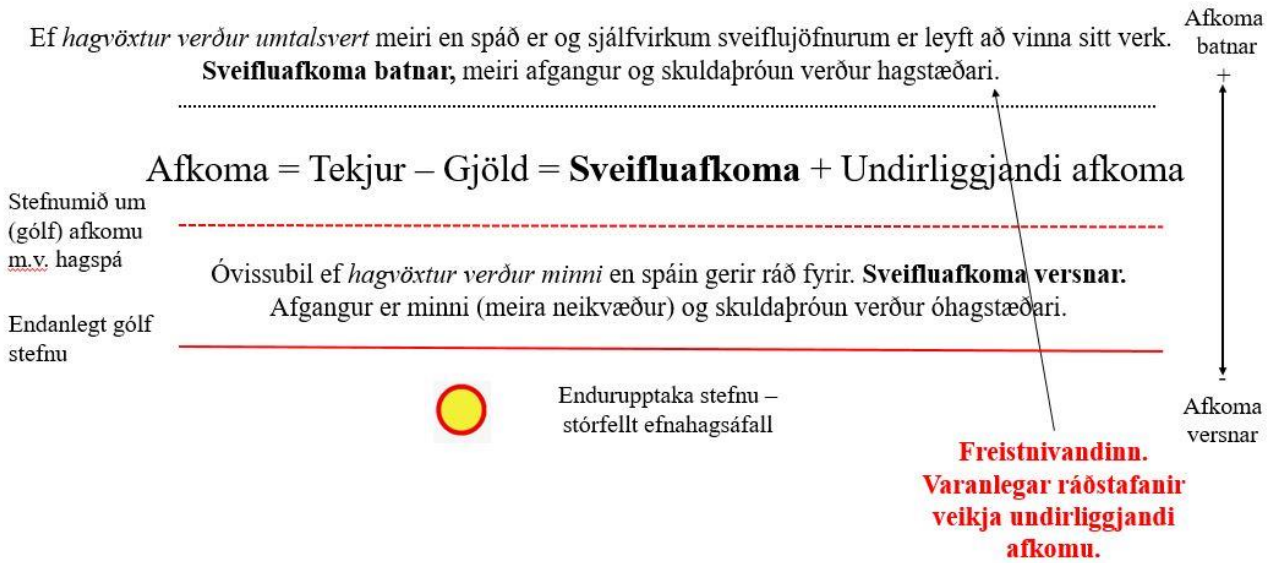 Afkoma
batnar
+
Ef hagvöxtur verður umtalsvert meiri en spáð er og sjálfvirkum sveiflujöfnurum er leyft að vinna sitt verk.
Sveifluafkoma batnar, meiri afgangur og skuldaþróun verður hagstæðari.
Afkoma = Tekjur – Gjöld = Sveifluafkoma + Undirliggjandi afkoma
Stefnumið um
(gólf) afkomu
m.v. hagspá
Óvissubil ef hagvöxtur verður minni en spáin gerir ráð fyrir. Sveifluafkoma versnar.
Afgangur er minni (meira neikvæður) og skuldaþróun verður óhagstæðari.
Endanlegt gólf
stefnu
Endurupptaka stefnu –
stórfellt efnahagsáfall
-
Afkoma
versnar
Freistnivandinn.
Varanlegar ráðstafanir
veikja undirliggjandi
afkomu.